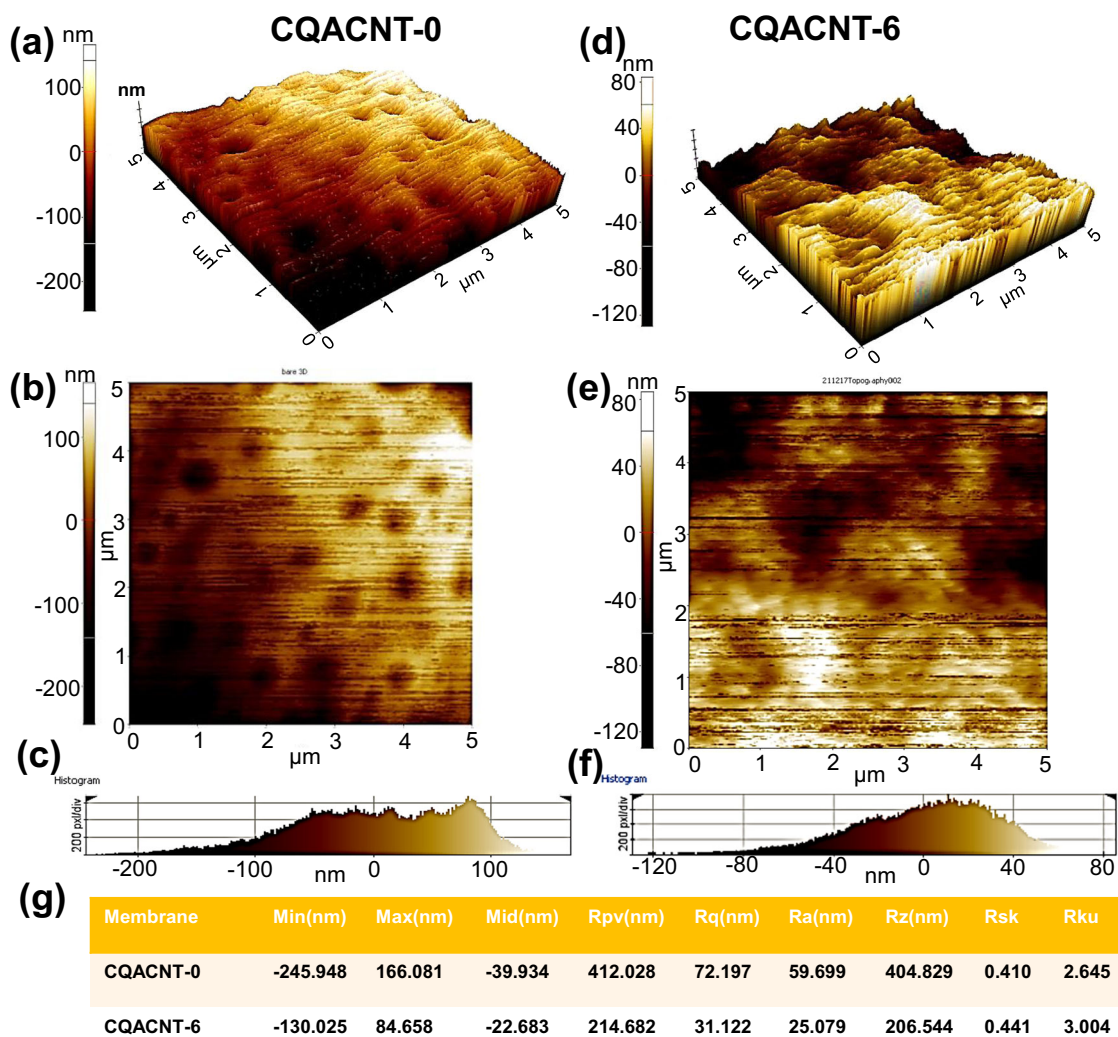 CQACNT-0
CQACNT-6
(a)
nm
100
0
-100
-200
nm
5
4
3
µm
2
1
0
0
1
2
µm
3
4
5
(d)
nm
80
40
0
-40
-80
-120
5
4
3
µm
2
1
0
0
1
2
µm
3
4
5
(b)
nm
100
0
-100
-200
bare 3D
5
4
3
µm
2
1
0
0 1 2 3 4 5
µm
(e)
nm
80
40
0
-40
-80
-120
211217Topography002
5
4
3
µm
2
1
0
0 1 2 3 4 5
µm
(c)
Histogram
200 pxl/div
-200 -100 nm 0 100
(f)
Histogram
200 pxl/div
-120 -80 -40 nm 0 40 80
(g)
Membrane Min(nm) Max(nm) Mid(nm) Rpv(nm) Rq(nm) Ra(nm) Rz(nm) Rsk Rku
CQACNT-0 -245.948 166.081 -39.934 412.028 72.197 59.699 404.829 0.410 2.645
CQACNT-6 -130.025 84.658 -22.683 214.682 31.122 25.079 206.544 0.441 3.004